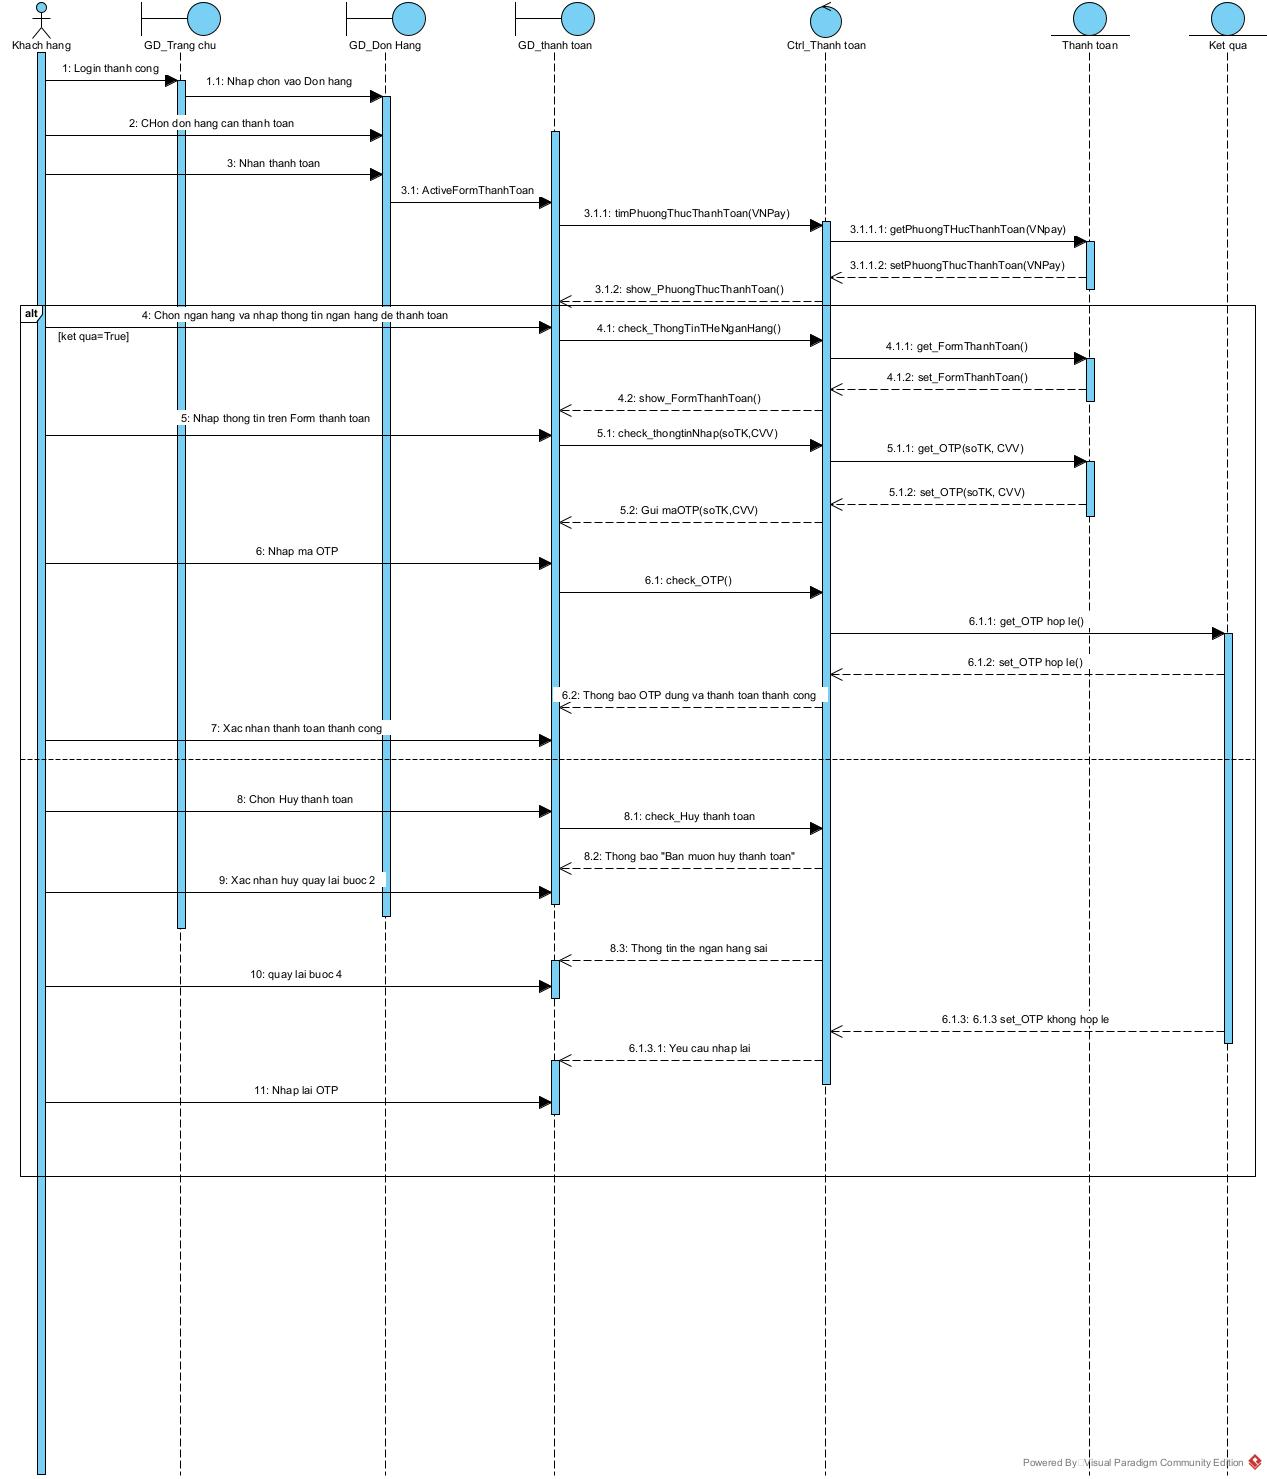 Khach hang
GD_Trang chu
GD_Don Hang
GD_thanh toan
Ctrl_Thanh toan
Thanh toan
Ket qua
1: Login thanh cong
1.1: Nhap chon vao Don hang
2: CHon don hang can thanh toan
3: Nhan thanh toan
3.1: ActiveFormThanhToan
3.1.1: timPhuongThucThanhToan(VNPay)
3.1.1.1: getPhuongTHucThanhToan(VNpay)
3.1.1.2: setPhuongThucThanhToan(VNPay)
3.1.2: show_PhuongThucThanhToan()
alt
4: Chon ngan hang va nhap thong tin ngan hang de thanh toan
[ket qua=True]
4.1: check_ThongTinTHeNganHang()
4.1.1: get_FormThanhToan()
4.1.2: set_FormThanhToan()
4.2: show_FormThanhToan()
5: Nhap thong tin tren Form thanh toan
5.1: check_thongtinNhap(soTK,CVV)
5.1.1: get_OTP(soTK, CVV)
5.1.2: set_OTP(soTK, CVV)
5.2: Gui maOTP(soTK,CVV)
6: Nhap ma OTP
6.1: check_OTP()
6.1.1: get_OTP hop le()
6.1.2: set_OTP hop le()
6.2: Thong bao OTP dung va thanh toan thanh cong
7: Xac nhan thanh toan thanh cong
8: Chon Huy thanh toan
8.1: check_Huy thanh toan
8.2: Thong bao "Ban muon huy thanh toan"
9: Xac nhan huy quay lai buoc 2
8.3: Thong tin the ngan hang sai
10: quay lai buoc 4
6.1.3: 6.1.3 set_OTP khong hop le
6.1.3.1: Yeu cau nhap lai
11: Nhap lai OTP
Powered By Visual Paradigm Community Edition